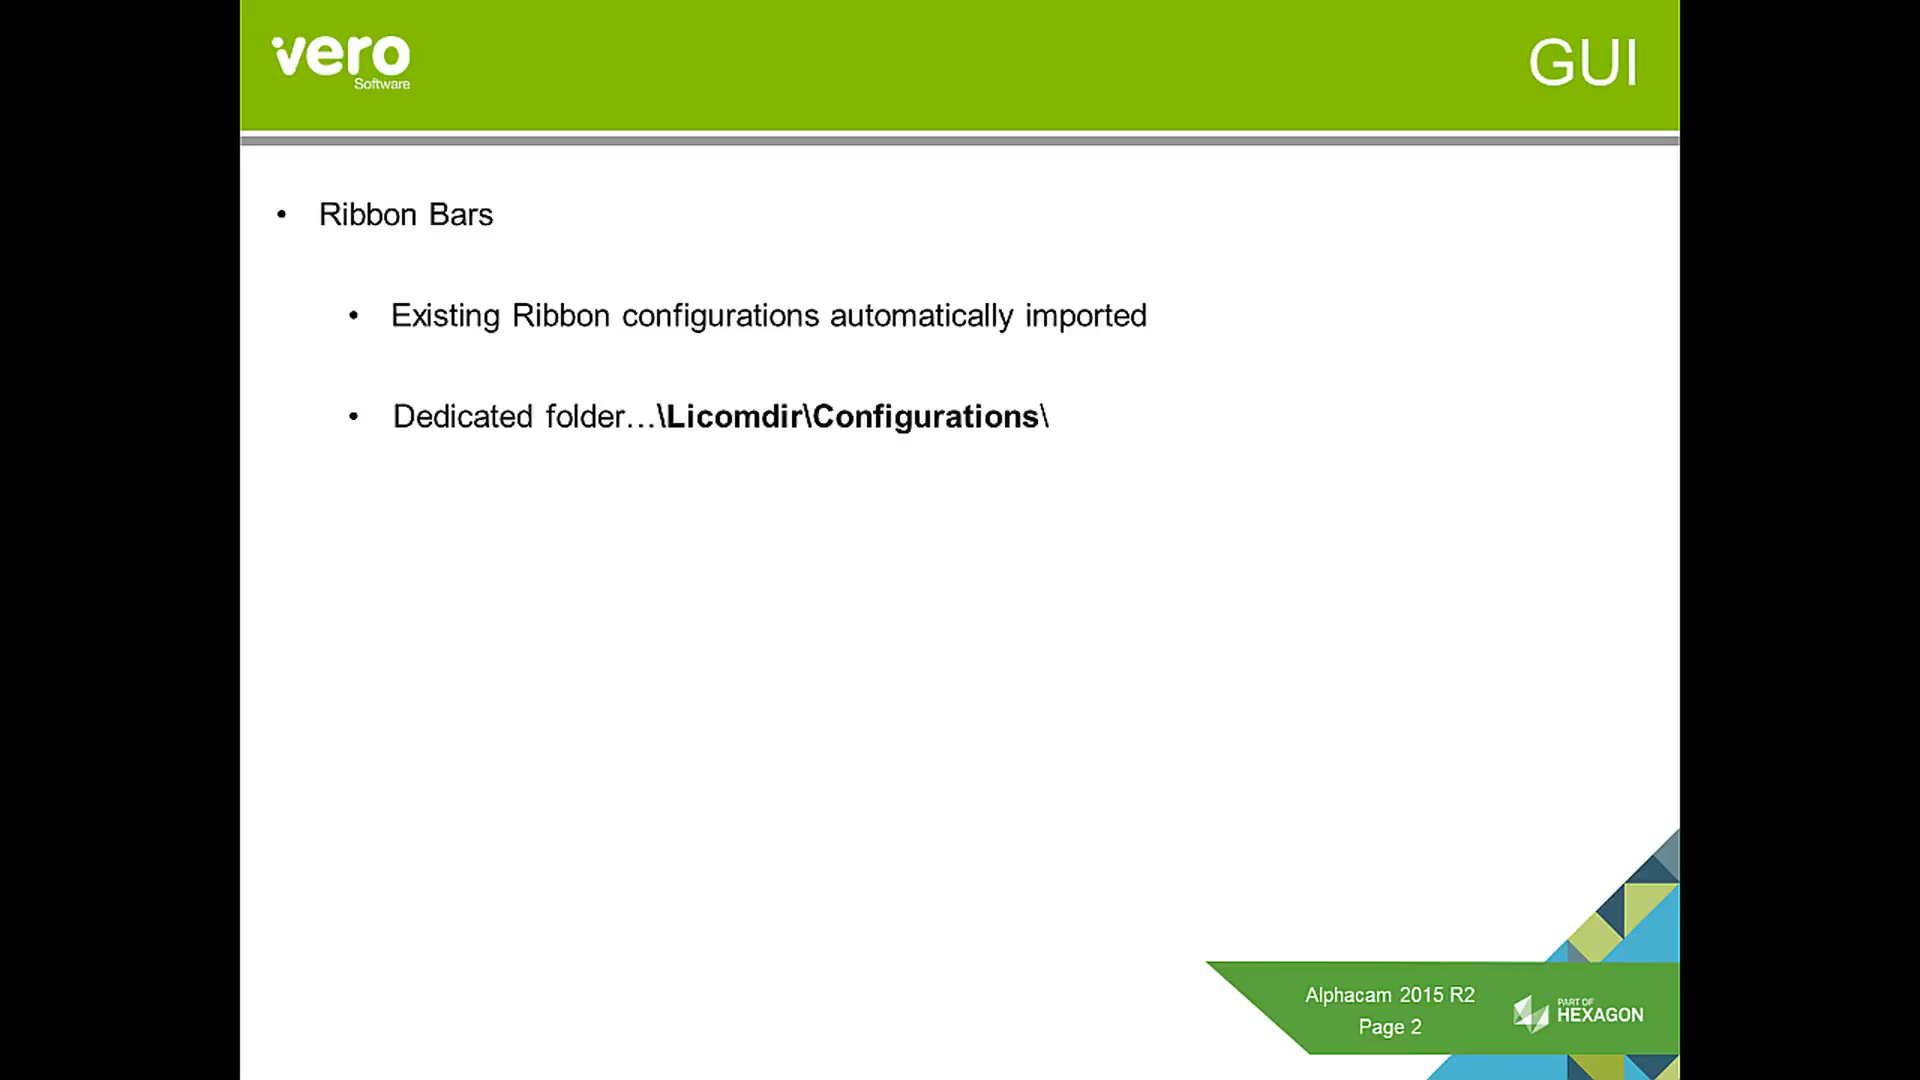 vero
Software
GUI
• Ribbon Bars
• Existing Ribbon configurations automatically imported
• Dedicated folder…\Licomdir\Configurations\
Alphacam 2015 R2
Page 2
PART OF
HEXAGON